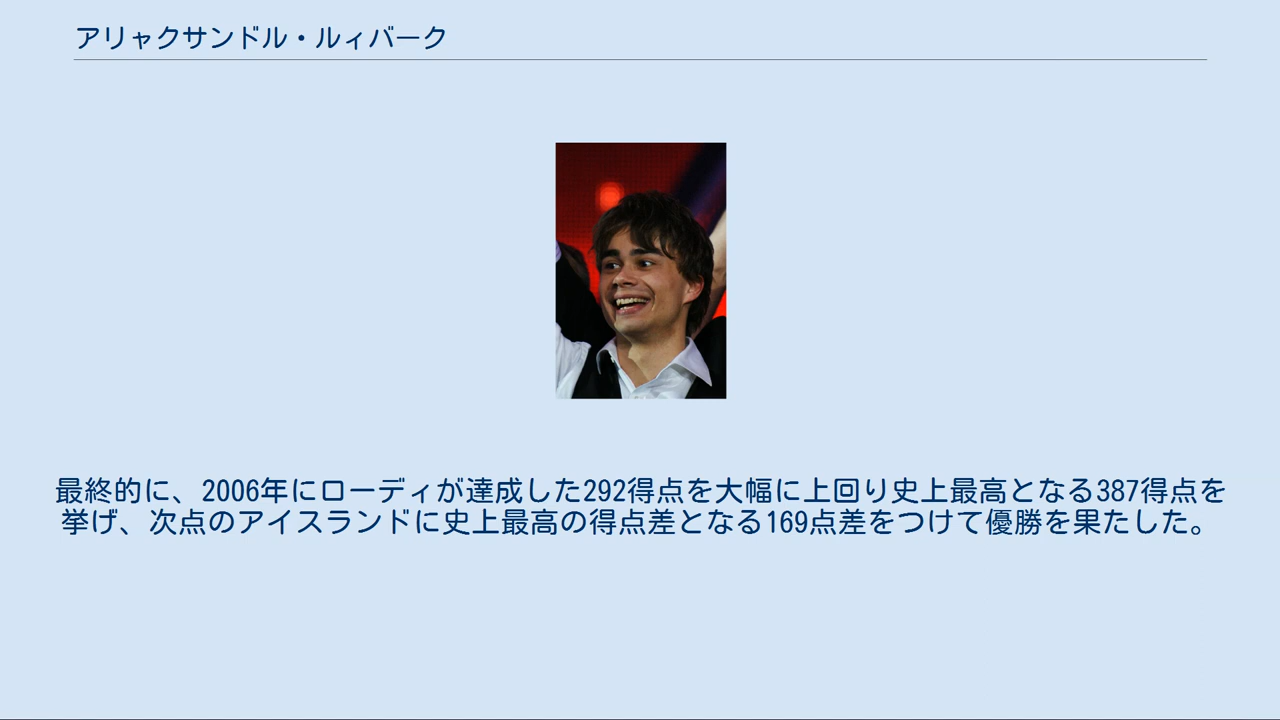 アリャクサンドル・ルィバーク
最終的に、2006年にローディが達成した292得点を大幅に上回り史上最高となる387得点を
挙げ、次点のアイスランドに史上最高の得点差となる169点差をつけて優勝を果たした。